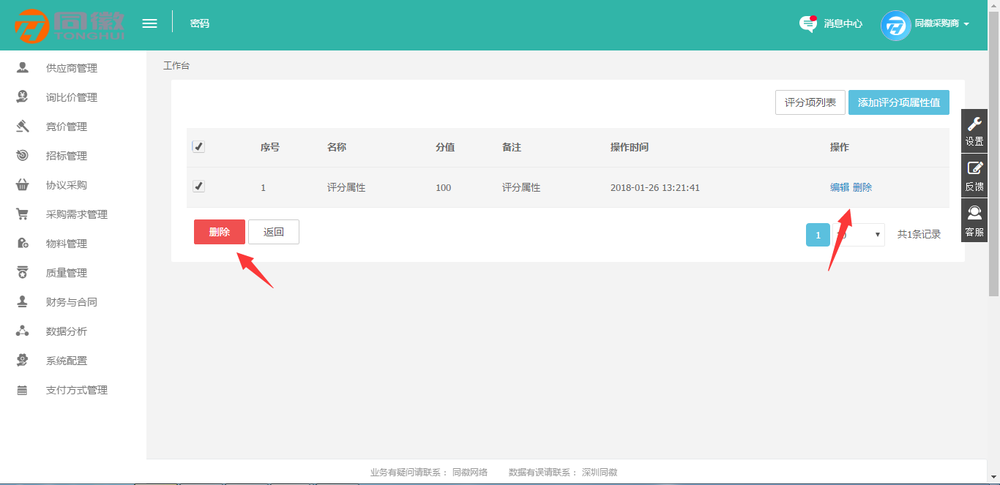 同徽
TONGHUI
密码
消息中心
同徽采购商
供应商管理
询比价管理
竞价管理
招标管理
协议采购
采购需求管理
物料管理
质量管理
财务与合同
数据分析
系统配置
支付方式管理
工作台
评分项列表 添加评分项属性值
序号 名称 分值 备注 操作时间 操作
1 评分属性 100 评分属性 2018-01-26 13:21:41 编辑 删除
删除 返回
1 共1条记录
设置
反馈
客服
业务有疑问请联系： 同徽网络 数据有误请联系： 深圳同徽